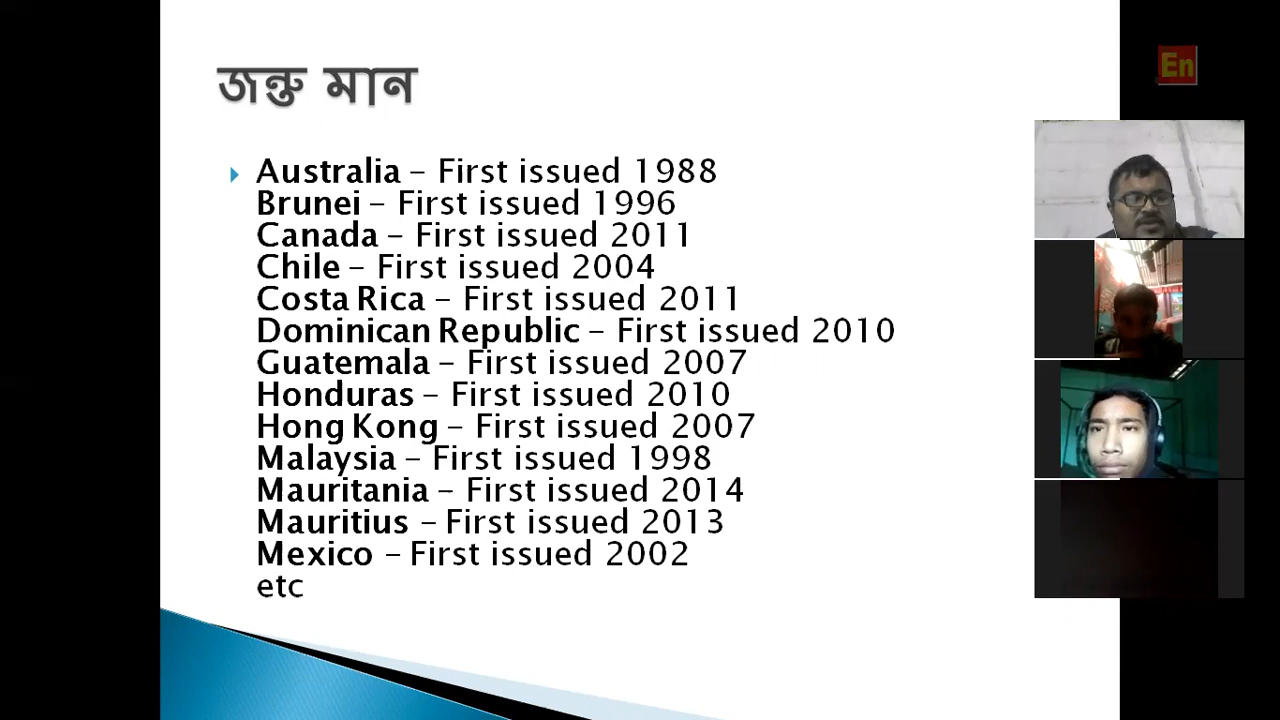 জন্তু মান
En
Australia – First issued 1988
Brunei – First issued 1996
Canada – First issued 2011
Chile – First issued 2004
Costa Rica – First issued 2011
Dominican Republic – First issued 2010
Guatemala – First issued 2007
Honduras – First issued 2010
Hong Kong – First issued 2007
Malaysia – First issued 1998
Mauritania – First issued 2014
Mauritius – First issued 2013
Mexico – First issued 2002
etc